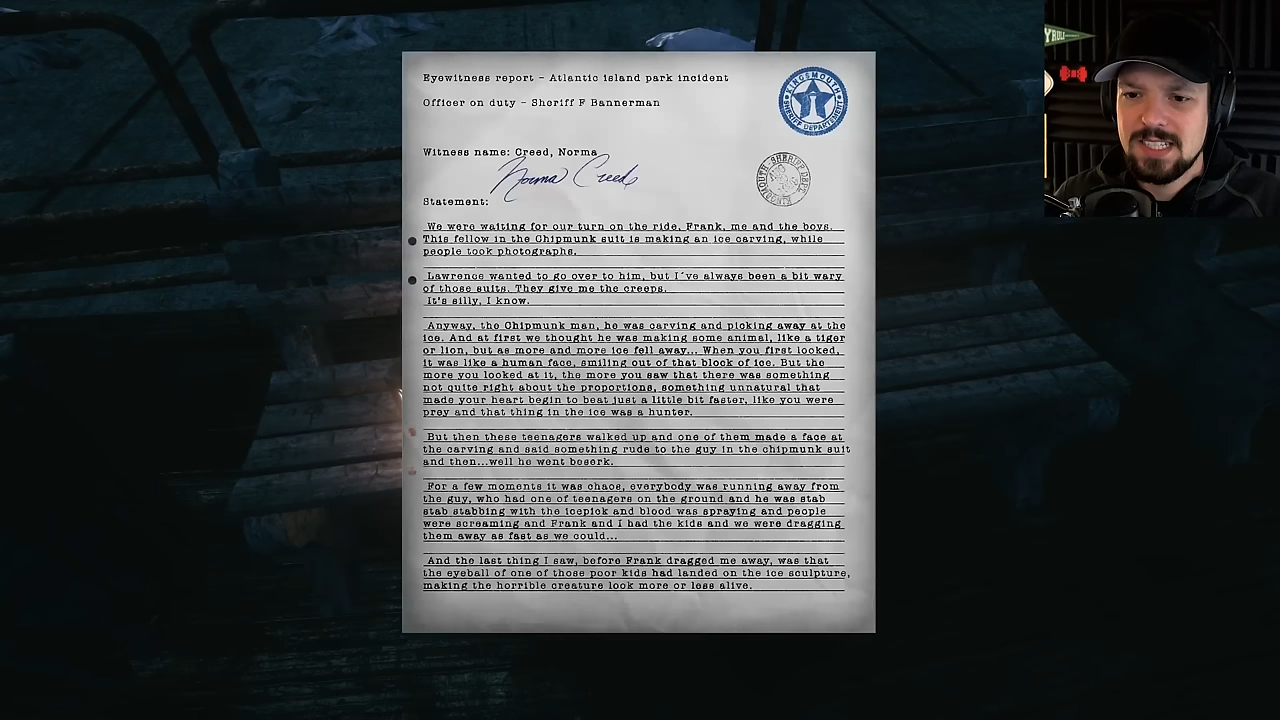 Eyewitness report - Atlantic island park incident
Officer on duty - Sheriff F Bannerman
KINGSMOUTH
SHERIFF DEPARTMENT
Witness name: Creed, Norma
Norma Creed
Statement:
We were waiting for our turn on the ride, Frank, me and the boys.
This fellow in the Chipmunk suit is making an ice carving, while
people took photographs.
Lawrence wanted to go over to him, but I´ve always been a bit wary
of those suits. They give me the creeps.
It's silly, I know.
Anyway, the Chipmunk man, he was carving and picking away at the
ice. And at first we thought he was making some animal, like a tiger
or lion, but as more and more ice fell away... When you first looked,
it was like a human face, smiling out of that block of ice. But the
more you looked at it, the more you saw that there was something
not quite right about the proportions, something unnatural that
made your heart begin to beat just a little bit faster, like you were
prey and that thing in the ice was a hunter.
But then these teenagers walked up and one of them made a face at
the carving and said something rude to the guy in the chipmunk suit
and then...well he went beserk.
For a few moments it was chaos, everybody was running away from
the guy, who had one of teenagers on the ground and he was stab
stab stabbing with the icepick and blood was spraying and people
were screaming and Frank and I had the kids and we were dragging
them away as fast as we could...
And the last thing I saw, before Frank dragged me away, was that
the eyeball of one of those poor kids had landed on the ice sculpture,
making the horrible creature look more or less alive.